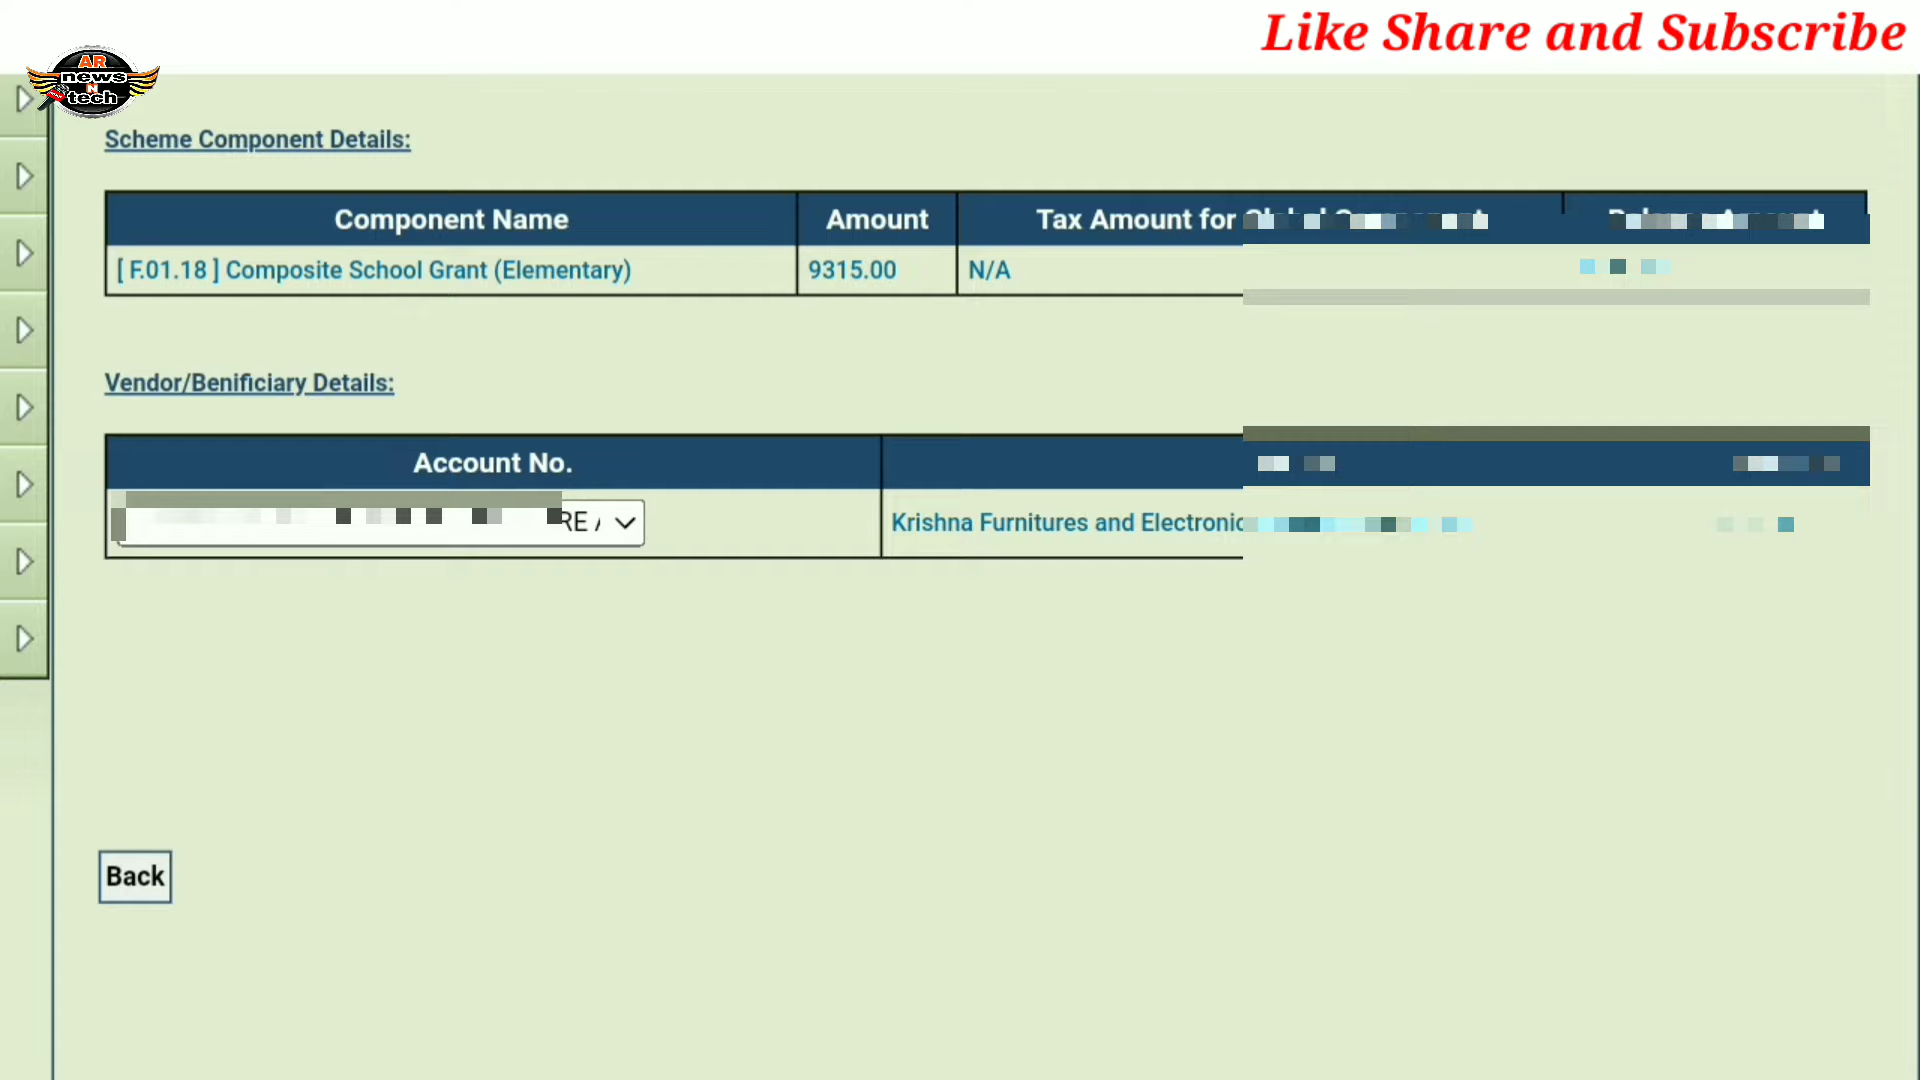 Like Share and Subscribe
AR
news
N
tech
Scheme Component Details:
Component Name Amount Tax Amount for
[ F.01.18 ] Composite School Grant (Elementary) 9315.00 N/A
Vendor/Benificiary Details:
Account No.
RE Krishna Furnitures and
Back